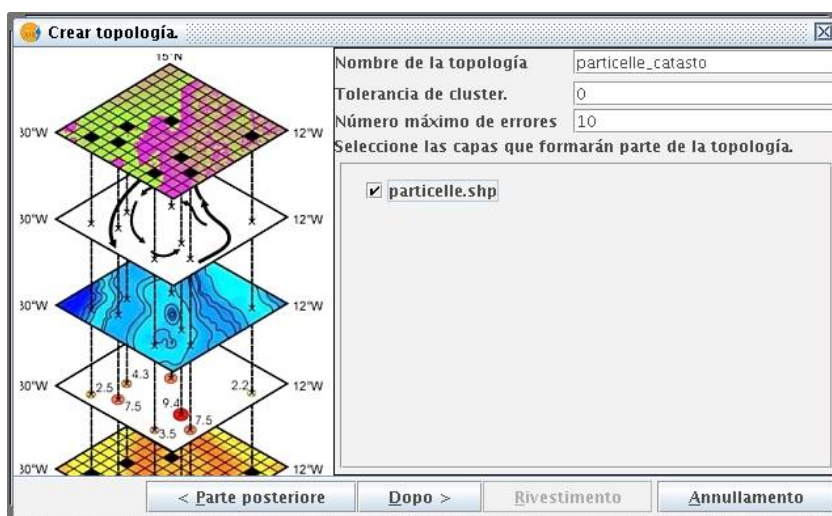 Crear topología.
Nombre de la topología particelle_catasto
Tolerancia de cluster. 0
Número máximo de errores 10
Seleccione las capas que formarán parte de la topología.
particelle.shp
15°N
30°W 12°W
30°W 12°W
30°W 12°W
4.3
2.5 2.2
30°W 12°W
7.5 9.4
3.5 7.5
30°W 12°W
< Parte posteriore Dopo > Rivestimento Annullamento